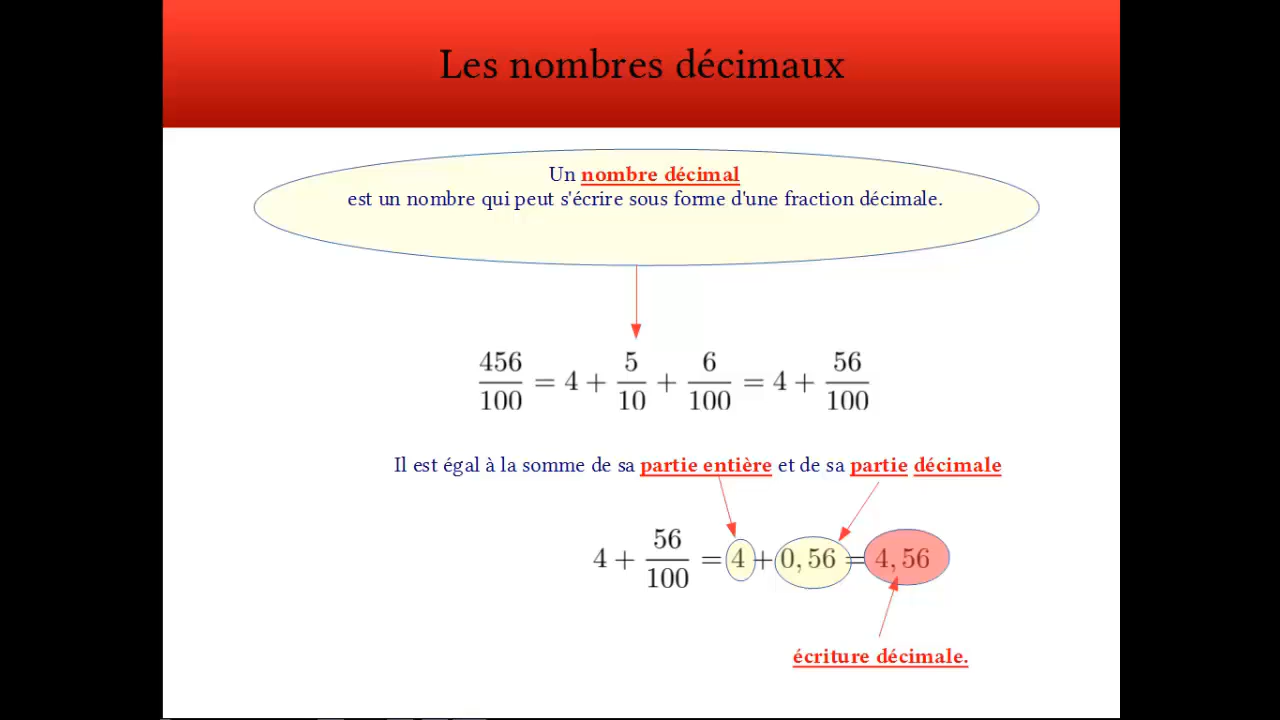 Les nombres décimaux
Un nombre décimal
est un nombre qui peut s'écrire sous forme d'une fraction décimale.
456/100 = 4 + 5/10 + 6/100 = 4 + 56/100
Il est égal à la somme de sa partie entière et de sa partie décimale
4 + 56/100 = 4 + 0, 56 = 4, 56
écriture décimale.